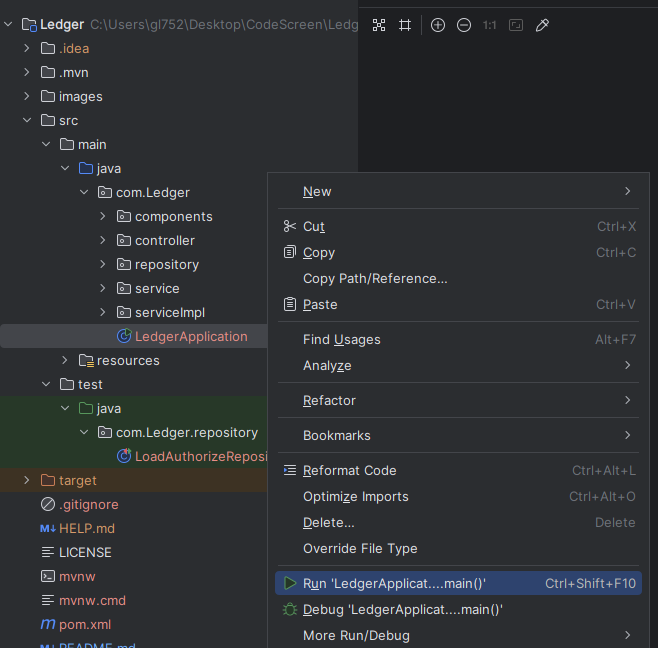 Ledger C:\Users\gl752\Desktop\CodeScreen\Ledg
1:1
.idea
.mvn
images
src
main
java
com.Ledger
components
controller
repository
service
serviceImpl
LedgerApplication
resources
test
java
com.Ledger.repository
LoadAuthorizeReposi
target
.gitignore
HELP.md
LICENSE
mvnw
mvnw.cmd
pom.xml
README.md
New
Cut Ctrl+X
Copy Ctrl+C
Copy Path/Reference...
Paste Ctrl+V
Find Usages Alt+F7
Analyze
Refactor
Bookmarks
Reformat Code Ctrl+Alt+L
Optimize Imports Ctrl+Alt+O
Delete... Delete
Override File Type
Run 'LedgerApplicat....main()' Ctrl+Shift+F10
Debug 'LedgerApplicat....main()'
More Run/Debug